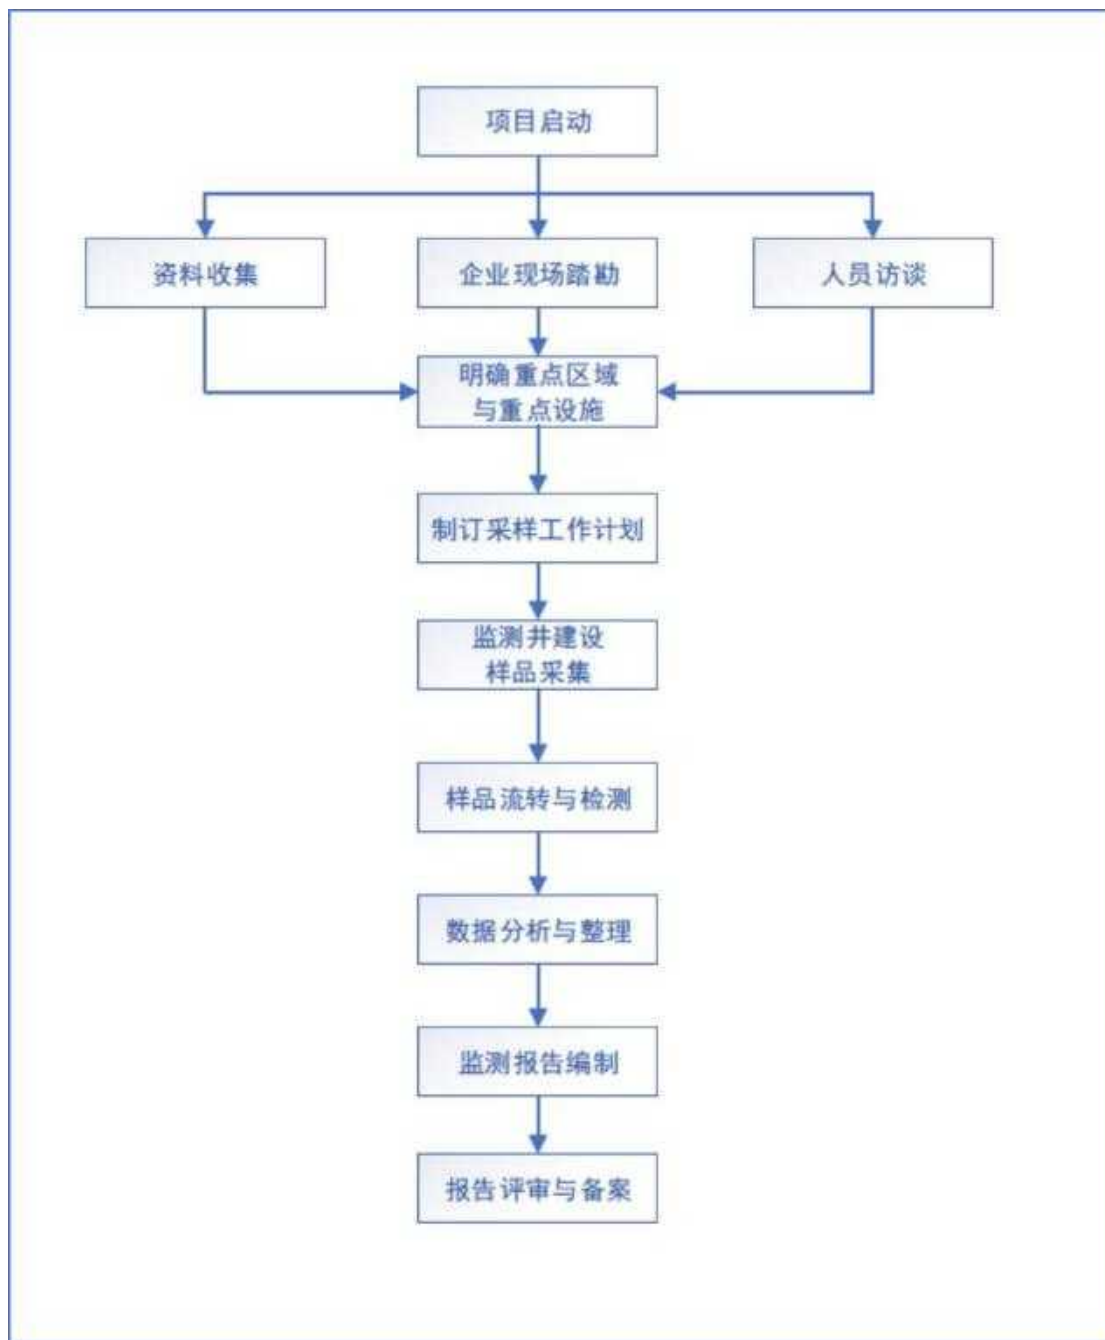 项目启动
资料收集
企业现场踏勘
人员访谈
明确重点区域
与重点设施
制订采样工作计划
监测井建设
样品采集
样品流转与检测
数据分析与整理
监测报告编制
报告评审与备案